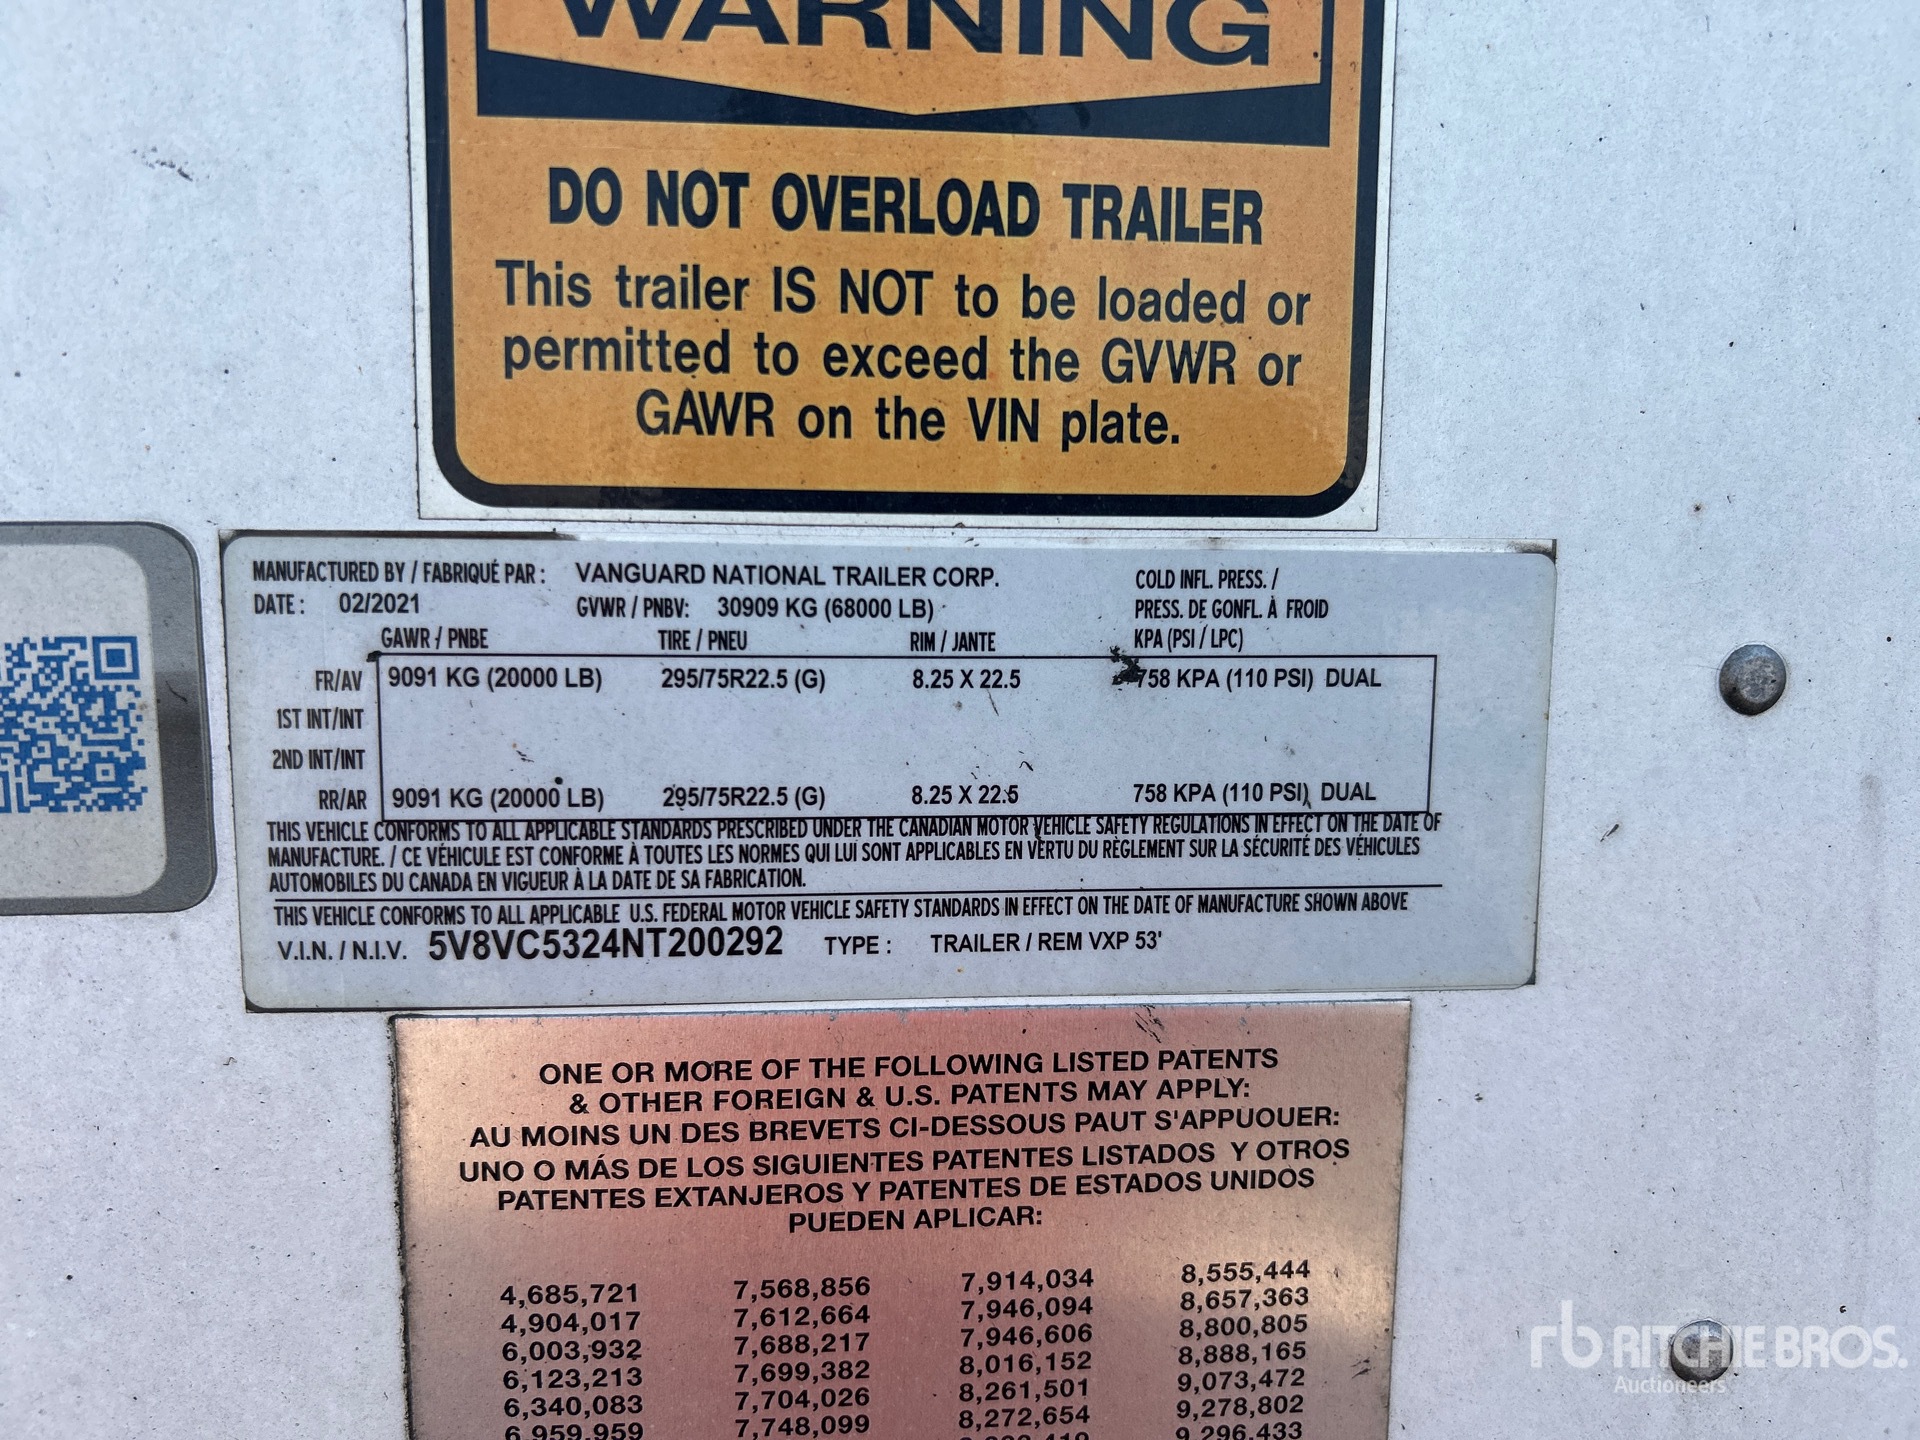 WARNING
DO NOT OVERLOAD TRAILER
This trailer IS NOT to be loaded or
permitted to exceed the GVWR or
GAWR on the VIN plate.
MANUFACTURED BY / FABRIQUÉ PAR : VANGUARD NATIONAL TRAILER CORP. COLD INFL. PRESS. /
DATE : 02/2021 GVWR / PNBV: 30909 KG (68000 LB) PRESS. DE GONFL. À FROID
GAWR / PNBE TIRE / PNEU RIM / JANTE KPA (PSI / LPC)
FR/AV 9091 KG (20000 LB) 295/75R22.5 (G) 8.25 X 22.5 758 KPA (110 PSI) DUAL
1ST INT/INT
2ND INT/INT
RR/AR 9091 KG (20000 LB) 295/75R22.5 (G) 8.25 X 22.5 758 KPA (110 PSI) DUAL
THIS VEHICLE CONFORMS TO ALL APPLICABLE STANDARDS PRESCRIBED UNDER THE CANADIAN MOTOR VEHICLE SAFETY REGULATIONS IN EFFECT ON THE DATE OF
MANUFACTURE. / CE VÉHICULE EST CONFORME À TOUTES LES NORMES QUI LUI SONT APPLICABLES EN VERTU DU RÈGLEMENT SUR LA SÉCURITÉ DES VÉHICULES
AUTOMOBILES DU CANADA EN VIGUEUR À LA DATE DE SA FABRICATION.
THIS VEHICLE CONFORMS TO ALL APPLICABLE U.S. FEDERAL MOTOR VEHICLE SAFETY STANDARDS IN EFFECT ON THE DATE OF MANUFACTURE SHOWN ABOVE
V.I.N. / N.I.V. 5V8VC5324NT200292 TYPE : TRAILER / REM VXP 53'
ONE OR MORE OF THE FOLLOWING LISTED PATENTS
& OTHER FOREIGN & U.S. PATENTS MAY APPLY:
AU MOINS UN DES BREVETS CI-DESSOUS PAUT S'APPUOUER:
UNO O MÁS DE LOS SIGUIENTES PATENTES LISTADOS Y OTROS
PATENTES EXTANJEROS Y PATENTES DE ESTADOS UNIDOS
PUEDEN APLICAR:
4,685,721 7,568,856 7,914,034 8,555,444
4,904,017 7,612,664 7,946,094 8,657,363
6,003,932 7,688,217 7,946,606 8,800,805
6,123,213 7,699,382 8,016,152 8,888,165
6,340,083 7,704,026 8,261,501 9,073,472
6,959,959 7,748,099 8,272,654 9,278,802
9,296,433
rb RITCHIE BROS.
Auctioneers